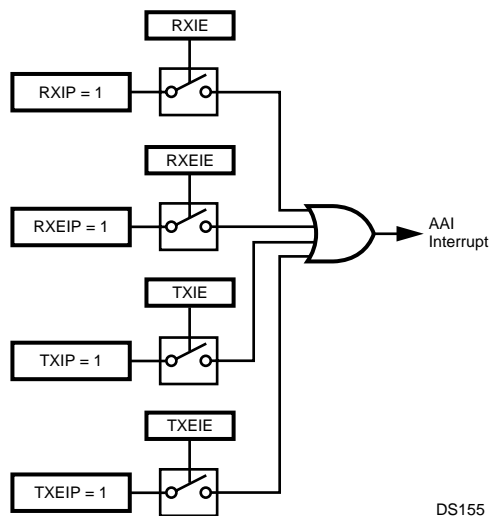 RXIE
RXIP = 1
RXEIE
RXEIP = 1
AAI
Interrupt
TXIE
TXIP = 1
TXEIE
TXEIP = 1
DS155